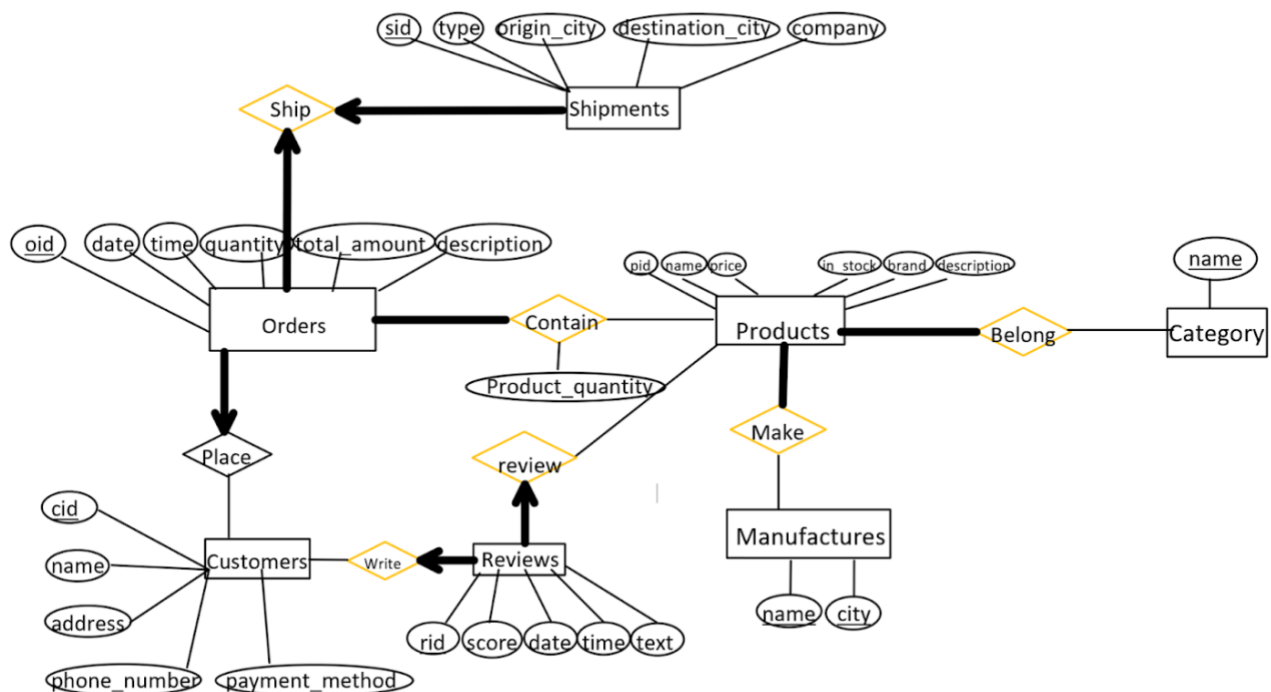 sid type origin_city destination_city company
Ship
Shipments
oid date time quantity total_amount description
pid name price in_stock brand description
name
Orders
Contain
Products
Belong
Category
Product_quantity
Make
Place
review
cid
Manufactures
Customers
Write
Reviews
name
name city
address
rid score date time text
phone_number payment_method